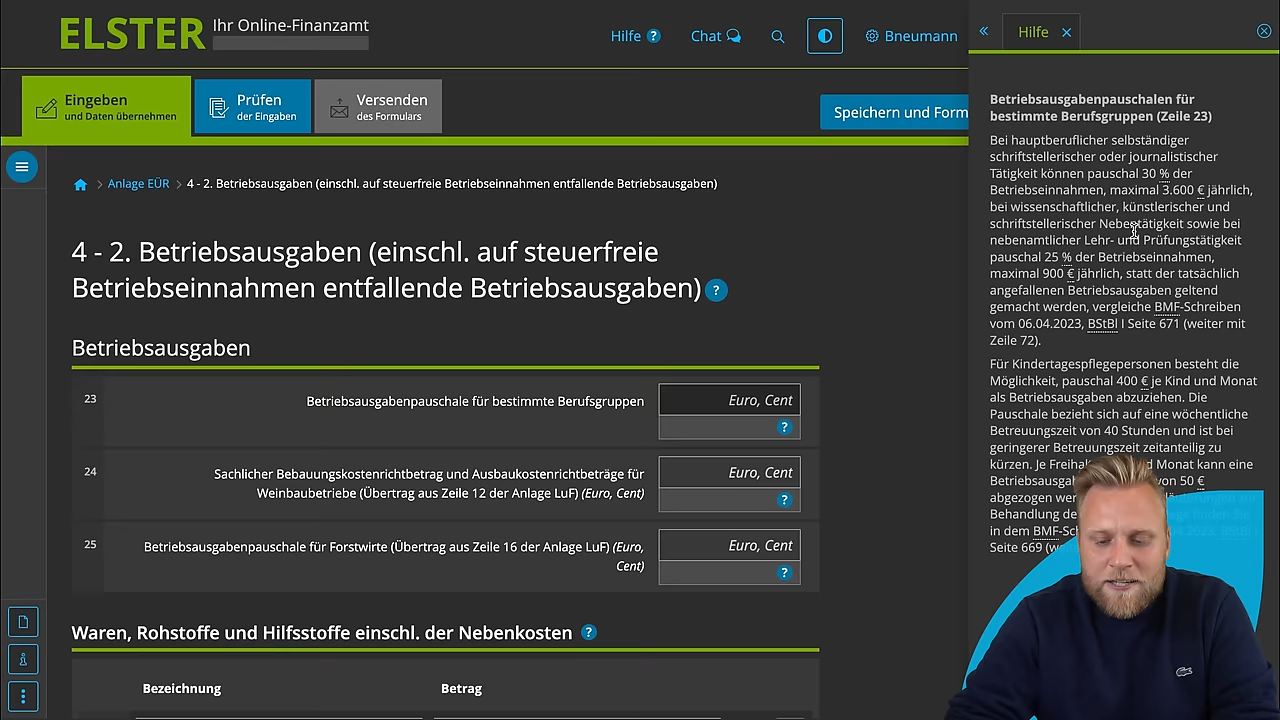 ELSTER
Ihr Online-Finanzamt
Hilfe ?
Chat
Bneumann
«
Hilfe ×
Eingeben
und Daten übernehmen
Prüfen
der Eingaben
Versenden
des Formulars
Speichern und Form
Anlage EÜR
4 - 2. Betriebsausgaben (einschl. auf steuerfreie Betriebseinnahmen entfallende Betriebsausgaben)
4 - 2. Betriebsausgaben (einschl. auf steuerfreie
Betriebseinnahmen entfallende Betriebsausgaben) ?
Betriebsausgaben
23
Betriebsausgabenpauschale für bestimmte Berufsgruppen
Euro, Cent
?
24
Sachlicher Bebauungskostenrichtbetrag und Ausbaukostenrichtbeträge für
Weinbaubetriebe (Übertrag aus Zeile 12 der Anlage LuF) (Euro, Cent)
Euro, Cent
?
25
Betriebsausgabenpauschale für Forstwirte (Übertrag aus Zeile 16 der Anlage LuF) (Euro,
Cent)
Euro, Cent
?
Waren, Rohstoffe und Hilfsstoffe einschl. der Nebenkosten ?
Bezeichnung
Betrag
Betriebsausgabenpauschalen für
bestimmte Berufsgruppen (Zeile 23)
Bei hauptberuflicher selbständiger
schriftstellerischer oder journalistischer
Tätigkeit können pauschal 30 % der
Betriebseinnahmen, maximal 3.600 € jährlich,
bei wissenschaftlicher, künstlerischer und
schriftstellerischer Nebentätigkeit sowie bei
nebenamtlicher Lehr- und Prüfungstätigkeit
pauschal 25 % der Betriebseinnahmen,
maximal 900 € jährlich, statt der tatsächlich
angefallenen Betriebsausgaben geltend
gemacht werden, vergleiche BMF-Schreiben
vom 06.04.2023, BStBl I Seite 671 (weiter mit
Zeile 72).
Für Kindertagespflegepersonen besteht die
Möglichkeit, pauschal 400 € je Kind und Monat
als Betriebsausgaben abzuziehen. Die
Pauschale bezieht sich auf eine wöchentliche
Betreuungszeit von 40 Stunden und ist bei
geringerer Betreuungszeit zeitanteilig zu
kürzen. Je Freihal Monat kann eine
Betriebsausga von 50 €
abgezogen we
Behandlung de
in dem BMF-Sc
Seite 669 (w